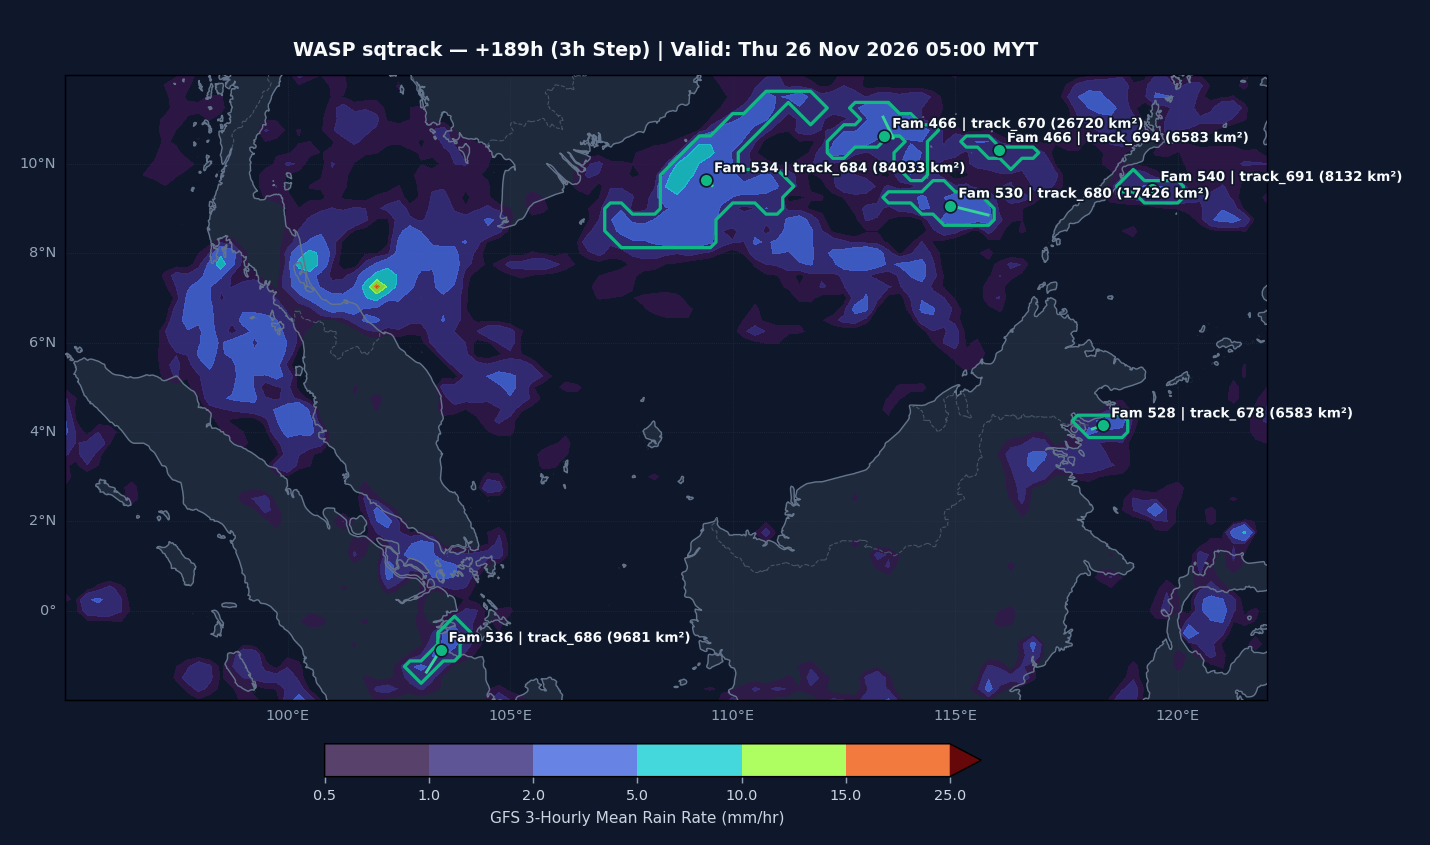 WASP sqtrack — +189h (3h Step) | Valid: Thu 26 Nov 2026 05:00 MYT
Fam 466 | track_670 (26720 km²)
Fam 466 | track_694 (6583 km²)
Fam 534 | track_684 (84033 km²)
Fam 540 | track_691 (8132 km²)
Fam 530 | track_680 (17426 km²)
Fam 528 | track_678 (6583 km²)
Fam 536 | track_686 (9681 km²)
10°N
8°N
6°N
4°N
2°N
0°
100°E 105°E 110°E 115°E 120°E
0.5 1.0 2.0 5.0 10.0 15.0 25.0
GFS 3-Hourly Mean Rain Rate (mm/hr)